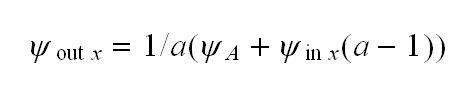 ψ out x = 1/a(ψ A + ψ in x(a − 1))